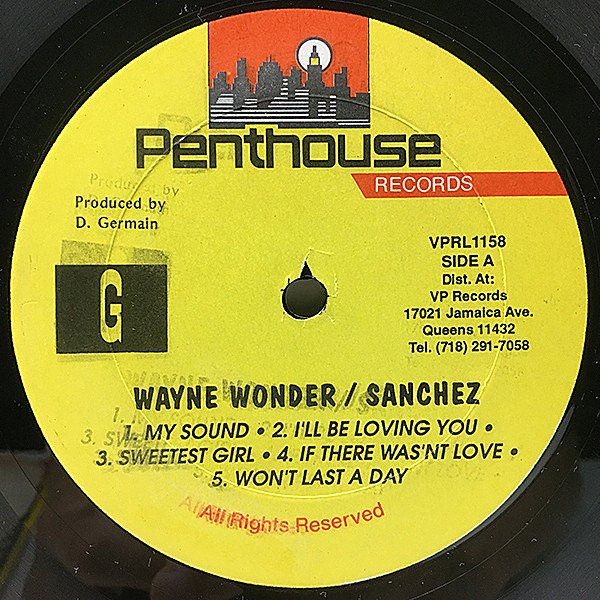 Penthouse
RECORDS
Produced by
D. Germain
G
VPRL1158
SIDE A
Dist. At:
VP Records
17021 Jamaica Ave.
Queens 11432
Tel. (718) 291-7058
WAYNE WONDER / SANCHEZ
1. MY SOUND • 2. I'LL BE LOVING YOU •
3. SWEETEST GIRL • 4. IF THERE WAS'NT LOVE •
5. WON'T LAST A DAY
All Rights Reserved